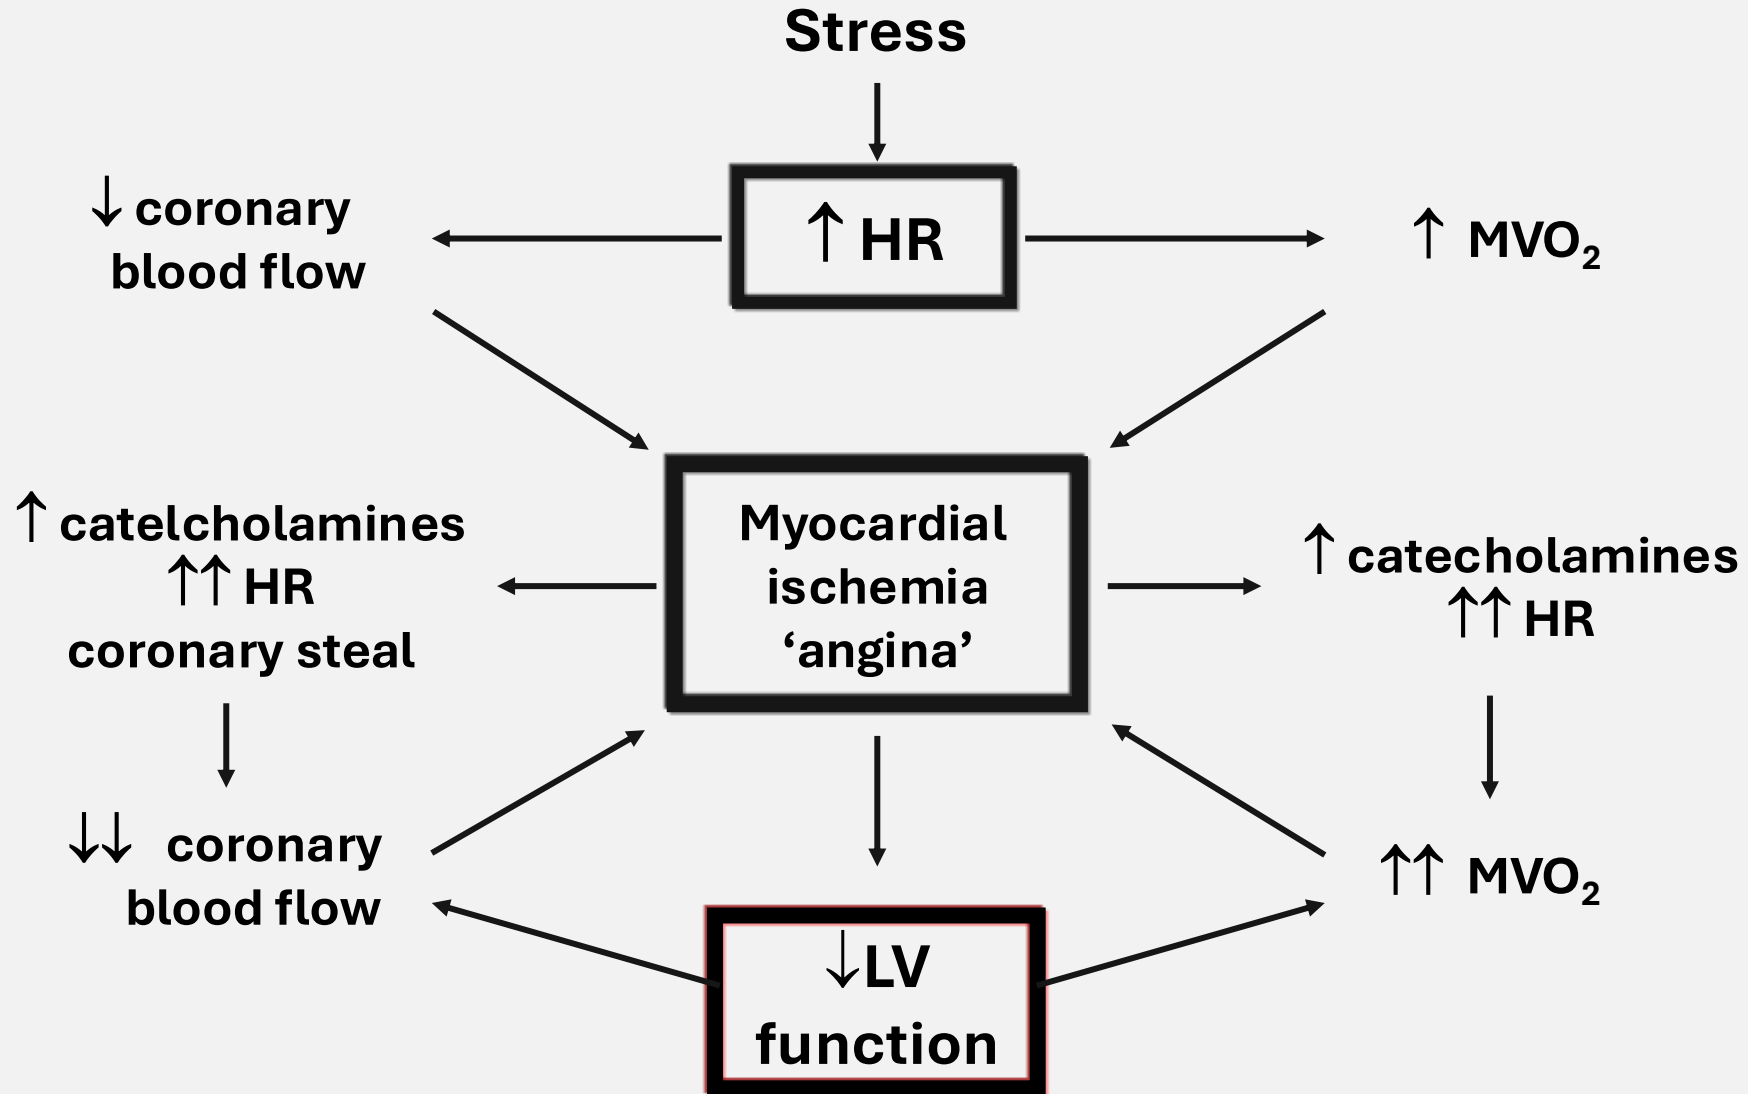 Stress
↓ coronary
blood flow
↑ HR
↑ MVO₂
↑ catelcholamines
↑↑ HR
coronary steal
Myocardial
ischemia
‘angina’
↑ catecholamines
↑↑ HR
↓↓ coronary
blood flow
↑↑ MVO₂
↓LV
function